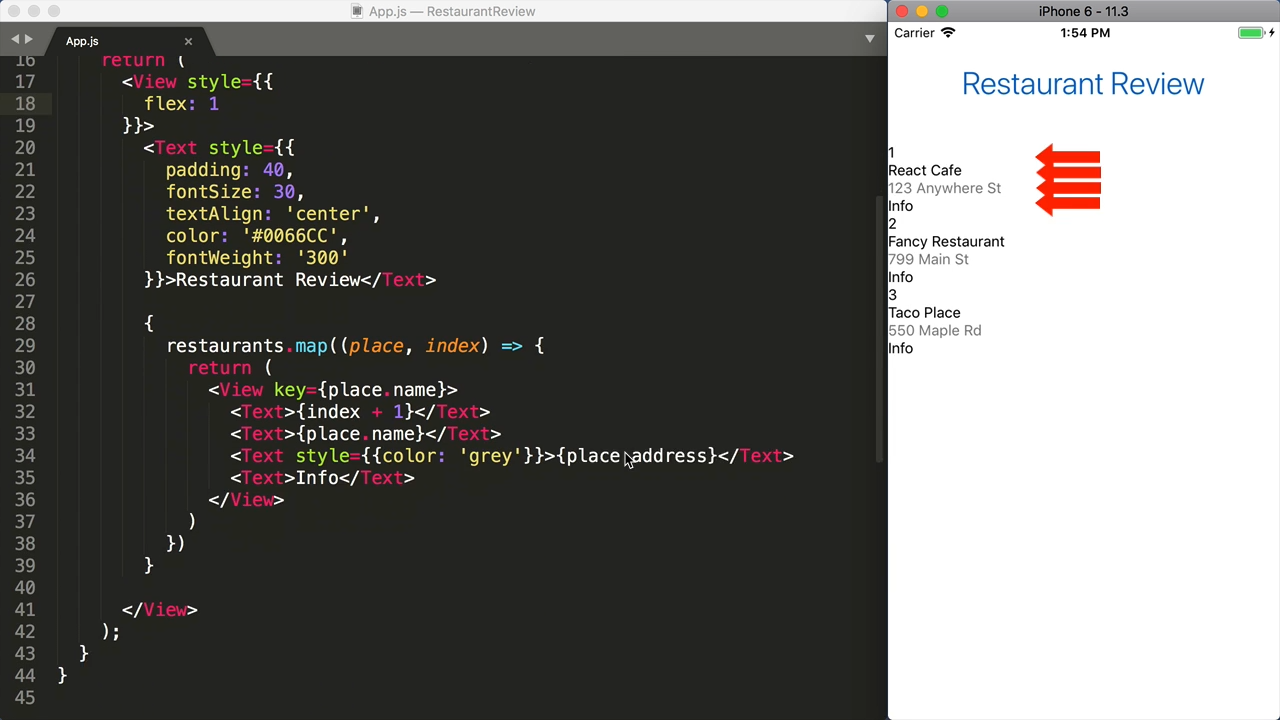 App.js — RestaurantReview
App.js
16 return (
17 <View style={{
18 flex: 1
19 }}>
20 <Text style={{
21 padding: 40,
22 fontSize: 30,
23 textAlign: 'center',
24 color: '#0066CC',
25 fontWeight: '300'
26 }}>Restaurant Review</Text>
27
28 {
29 restaurants.map((place, index) => {
30 return (
31 <View key={place.name}>
32 <Text>{index + 1}</Text>
33 <Text>{place.name}</Text>
34 <Text style={{color: 'grey'}}>{place.address}</Text>
35 <Text>Info</Text>
36 </View>
37 )
38 })
39 }
40
41 </View>
42 );
43 }
44 }
45
iPhone 6 - 11.3
Carrier 1:54 PM
Restaurant Review
1
React Cafe
123 Anywhere St
Info
2
Fancy Restaurant
799 Main St
Info
3
Taco Place
550 Maple Rd
Info